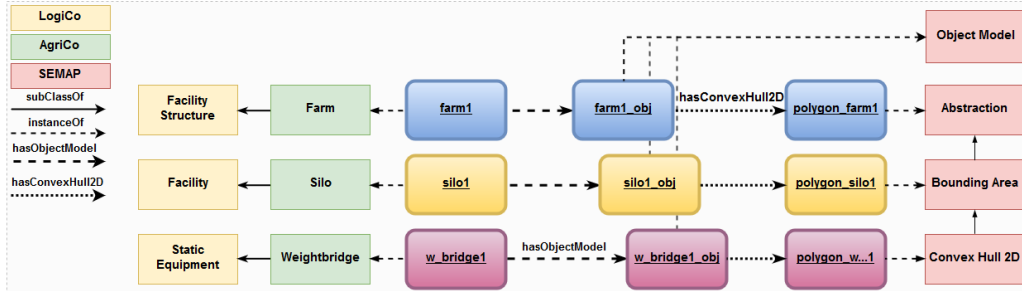 LogiCo
AgriCo
SEMAP
subClassOf
instanceOf
hasObjectModel
hasConvexHull2D
Object Model
Facility
Structure
Farm
farm1
farm1_obj
hasConvexHull2D
polygon_farm1
Abstraction
Facility
Silo
silo1
silo1_obj
polygon_silo1
Bounding Area
Static
Equipment
Weightbridge
w_bridge1
hasObjectModel
w_bridge1_obj
polygon_w...1
Convex Hull 2D